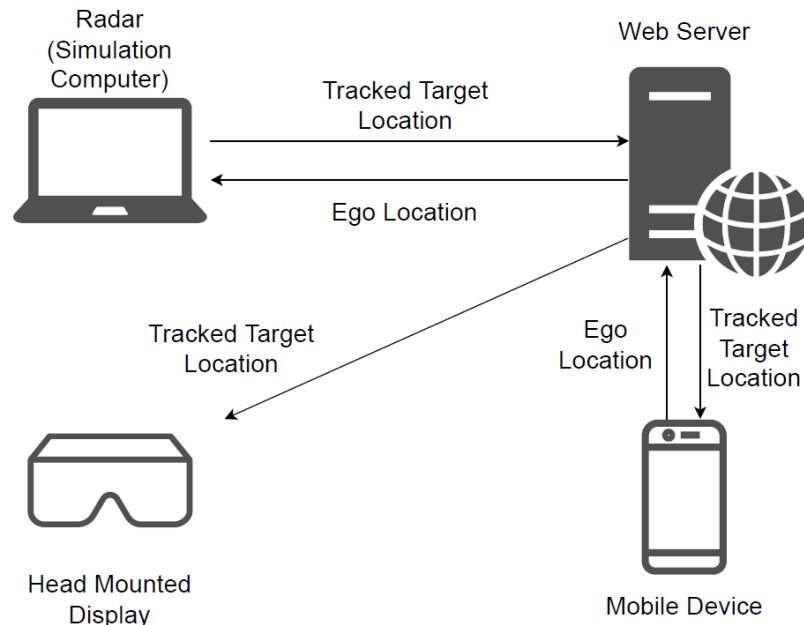 Radar
(Simulation
Computer)
Web Server
Tracked Target
Location
Ego Location
Tracked Target
Location
Ego
Location
Tracked
Target
Location
Head Mounted
Display
Mobile Device